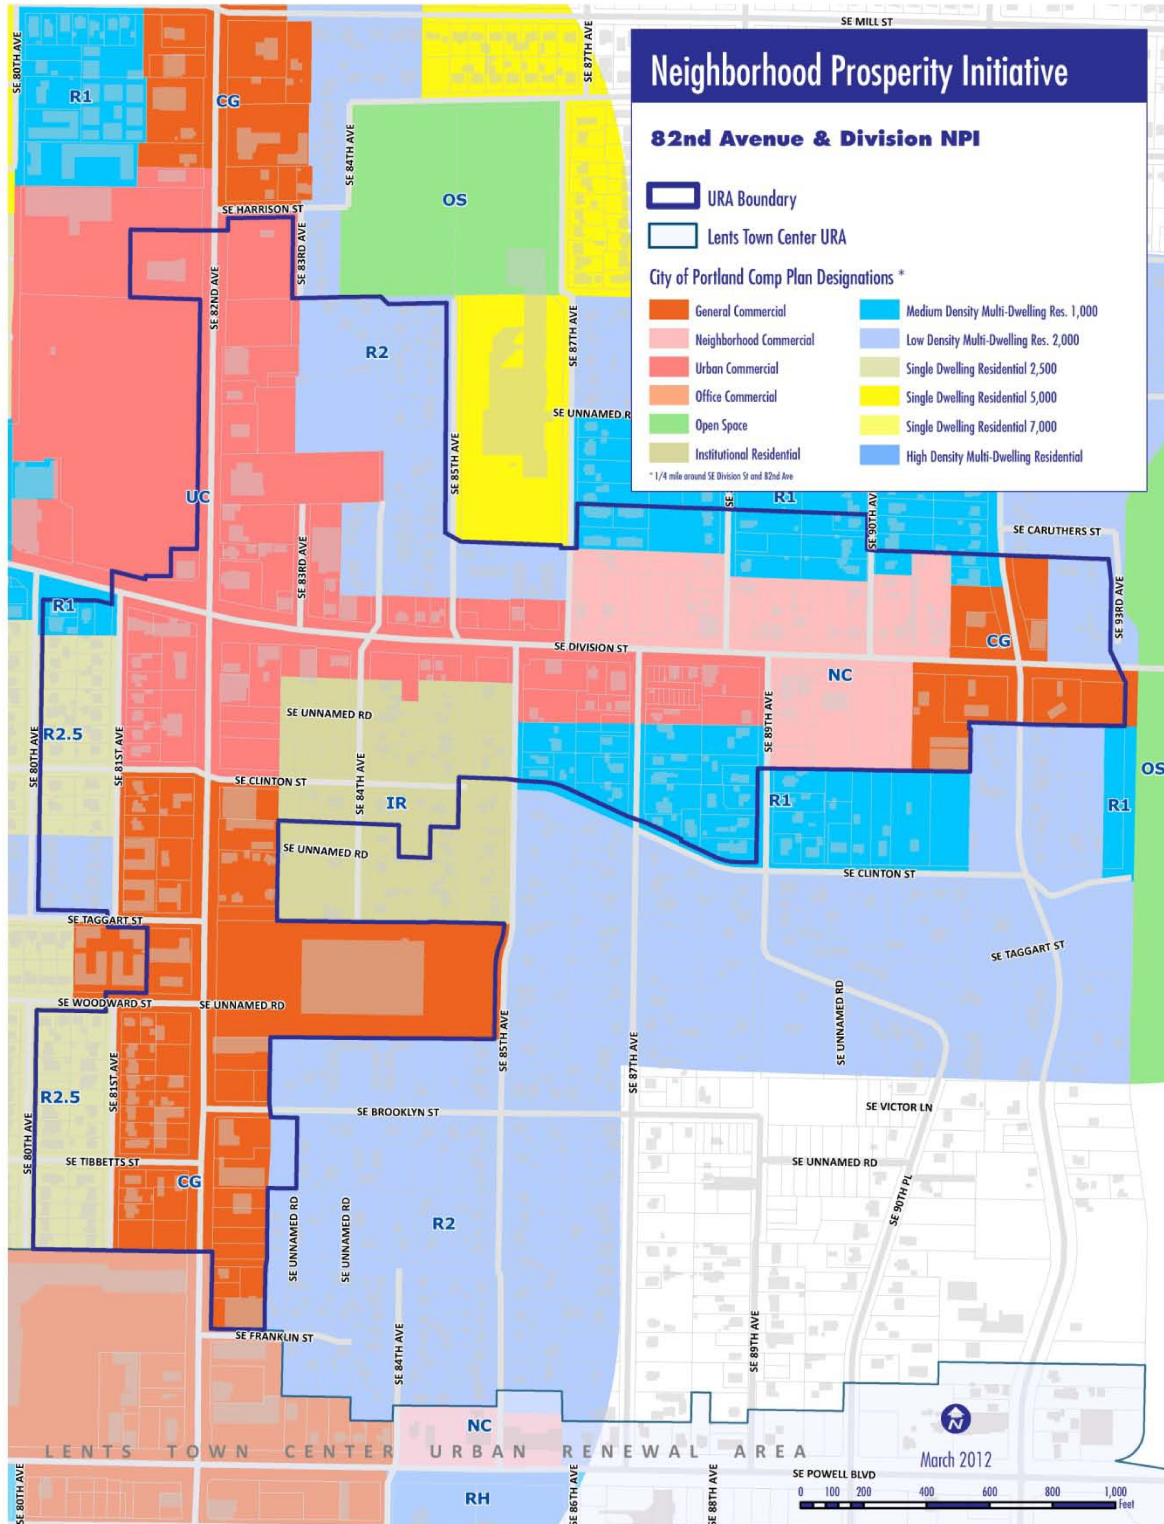 SE MILL ST
SE 80TH AVE
SE 87TH AVE
Neighborhood Prosperity Initiative
R1
CG
82nd Avenue & Division NPI
SE 84TH AVE
URA Boundary
OS
SE HARRISON ST
Lents Town Center URA
SE 83RD AVE
City of Portland Comp Plan Designations *
SE 82ND AVE
General Commercial
Medium Density Multi-Dwelling Res. 1,000
Neighborhood Commercial
Low Density Multi-Dwelling Res. 2,000
R2
SE 87TH AVE
Urban Commercial
Single Dwelling Residential 2,500
Office Commercial
Single Dwelling Residential 5,000
SE UNNAMED R
Open Space
Single Dwelling Residential 7,000
SE 85TH AVE
Institutional Residential
High Density Multi-Dwelling Residential
* 1/4 mile around SE Division St and 82nd Ave
UC
R1
SE 90TH AV
SE CARUTHERS ST
SE 83RD AVE
SE 93RD AVE
R1
SE DIVISION ST
CG
NC
SE UNNAMED RD
SE 89TH AVE
R2.5
SE 80TH AVE
SE 81ST AVE
SE CLINTON ST
SE 84TH AVE
OS
IR
R1
R1
SE UNNAMED RD
SE CLINTON ST
SE TAGGART ST
SE TAGGART ST
SE WOODWARD ST
SE UNNAMED RD
SE UNNAMED RD
SE 85TH AVE
SE 87TH AVE
SE 81ST AVE
R2.5
SE BROOKLYN ST
SE VICTOR LN
SE 80TH AVE
SE TIBBETTS ST
SE UNNAMED RD
CG
SE UNNAMED RD
SE UNNAMED RD
R2
SE 90TH PL
SE FRANKLIN ST
SE 84TH AVE
SE 89TH AVE
NC
N
LENTS TOWN CENTER URBAN RENEWAL AREA
March 2012
SE POWELL BLVD
SE 80TH AVE
RH
SE 86TH AVE
SE 88TH AVE
0 100 200 400 600 800 1,000
Feet